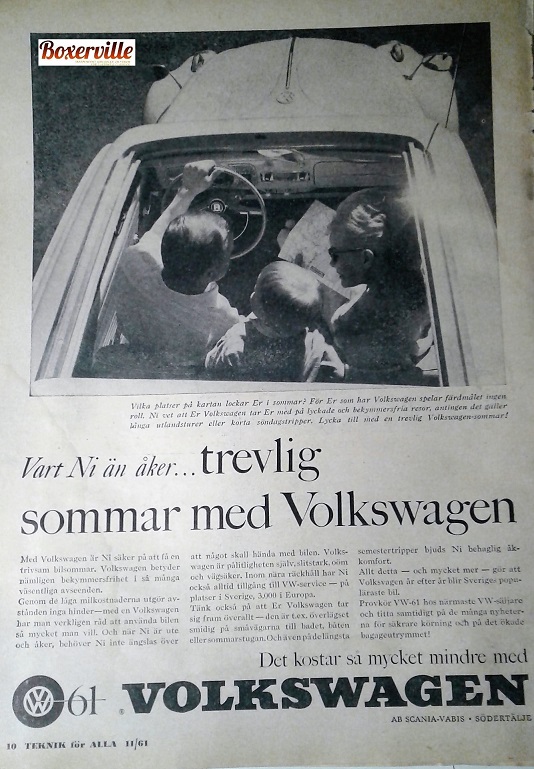 Boxerville
Vilka platser på kartan lockar Er i sommar? För Er som har Volkswagen spelar färdmålet ingen
roll. Ni vet att Er Volkswagen tar Er med på lyckade och bekymmersfria resor, antingen det gäller
långa utlandsturer eller korta söndagstripper. Lycka till med en trevlig Volkswagen-sommar!
Vart Ni än åker... trevlig
sommar med Volkswagen
Med Volkswagen är Ni säker på att få en
trivsam bilsommar. Volkswagen betyder
nämligen bekymmersfrihet i så många
väsentliga avseenden.
Genom de låga milkostnaderna utgör av-
stånden inga hinder—med en Volkswagen
har man verkligen råd att använda bilen
så mycket man vill. Och när Ni är ute
och åker, behöver Ni inte ängslas över
att något skall hända med bilen. Volks-
wagen är pålitligheten själv, slitstark, oöm
och vägsäker. Inom nära räckhåll har Ni
också alltid tillgång till VW-service — på
platser i Sverige, 3.000 i Europa.
Tänk också på att Er Volkswagen tar
sig fram överallt — den är t.ex. överlägset
smidig på småvägarna till badet, båten
eller sommarstugan. Och även på de längsta
semestertripper bjuds Ni behaglig åk-
komfort.
Allt detta — och mycket mer — gör att
Volkswagen år efter år blir Sveriges popu-
läraste bil.
Provkör VW-61 hos närmaste VW-säljare
och titta samtidigt på de många nyheter-
na för säkrare körning och på det ökade
bagageutrymmet!
Det kostar så mycket mindre med
VW 61 VOLKSWAGEN
AB SCANIA-VABIS • SÖDERTÄLJE
10 TEKNIK för ALLA 11/61